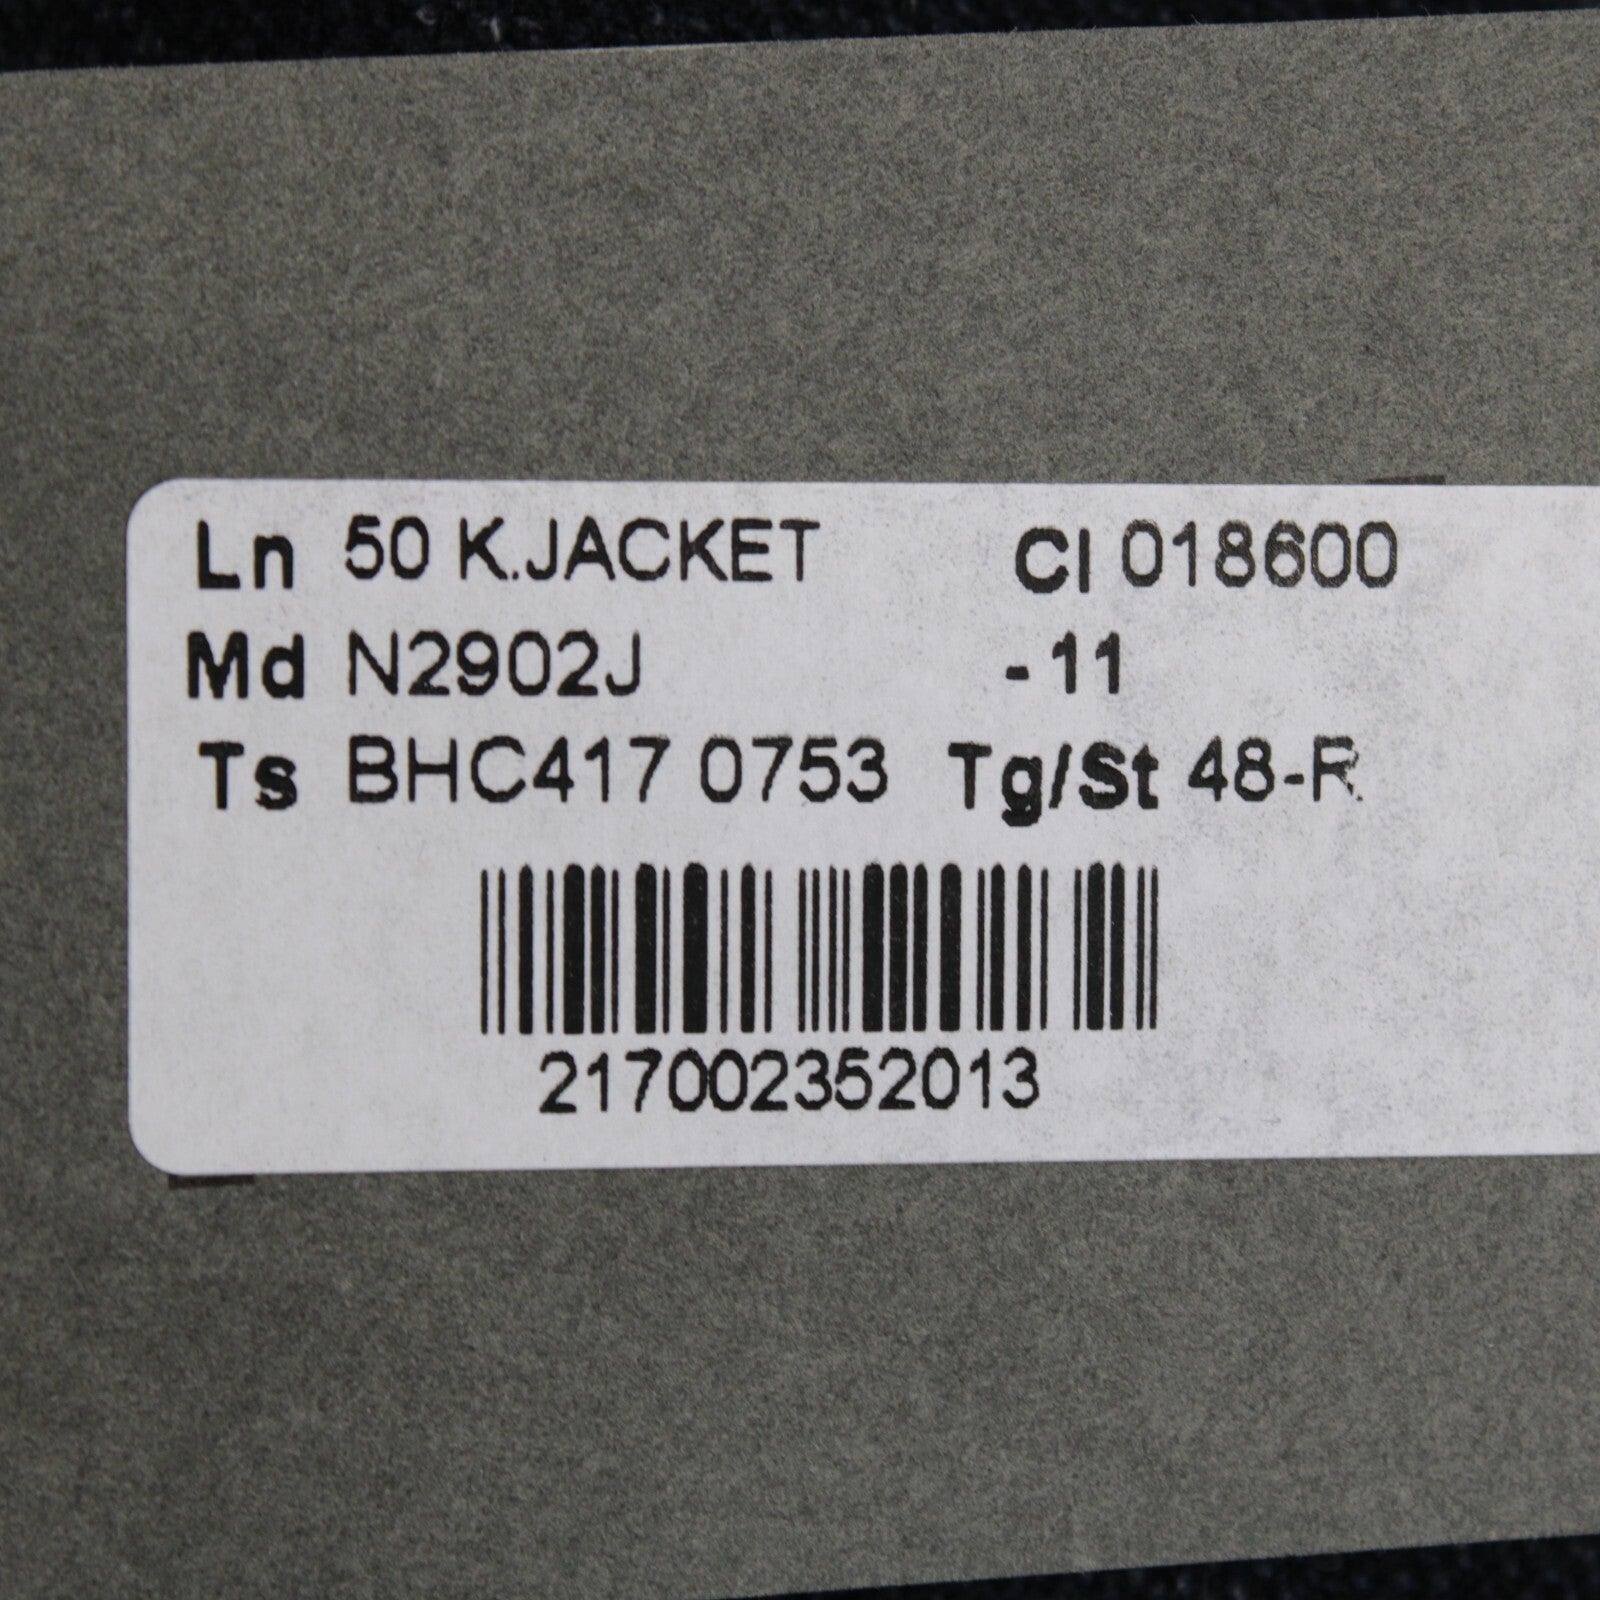 Ln 50 K.JACKET Cl 018600
Md N2902J -11
Ts BHC417 0753 Tg/St 48-R
217002352013